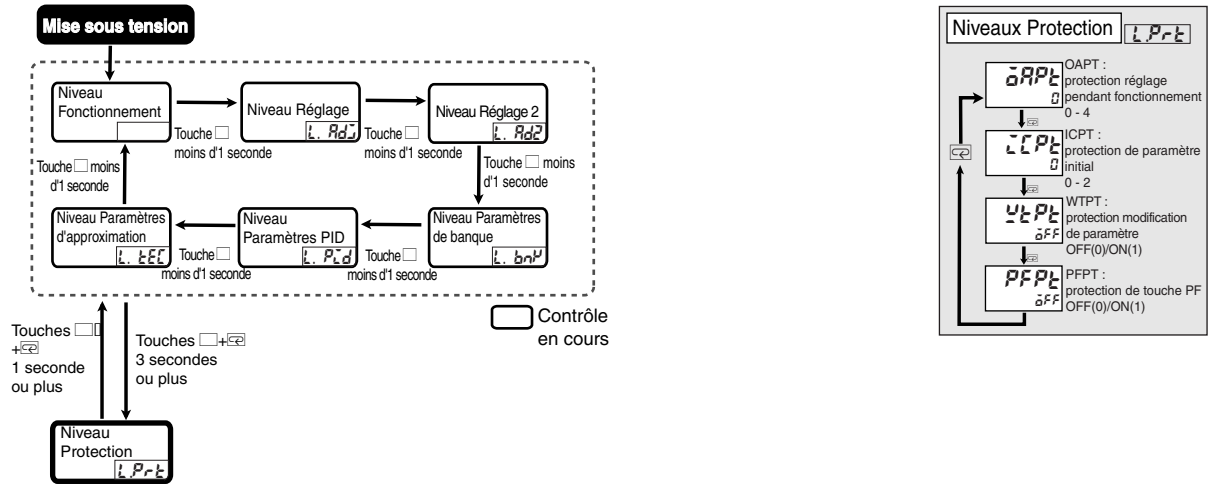 Mise sous tension
Niveau
Fonctionnement
Touche
moins d'1 seconde
Niveau Réglage
L. AdJ
Touche
moins d'1 seconde
Niveau Réglage 2
L. Ad2
Touche moins
d'1 seconde
Niveau Paramètres
de banque
L. bnK
Touche
moins d'1 seconde
Niveau
Paramètres PID
L. Pid
Touche
moins d'1 seconde
Niveau Paramètres
d'approximation
L. tEC
Touche moins
d'1 seconde
Contrôle
en cours
Touches
+
1 seconde
ou plus
Touches +
3 secondes
ou plus
Niveau
Protection
L.Prt
Niveaux Protection L.Prt
oAPt
0
OAPT :
protection réglage
pendant fonctionnement
0 - 4
iCPt
0
ICPT :
protection de paramètre
initial
0 - 2
WtPt
oFF
WTPT :
protection modification
de paramètre
OFF(0)/ON(1)
PFPt
oFF
PFPT :
protection de touche PF
OFF(0)/ON(1)